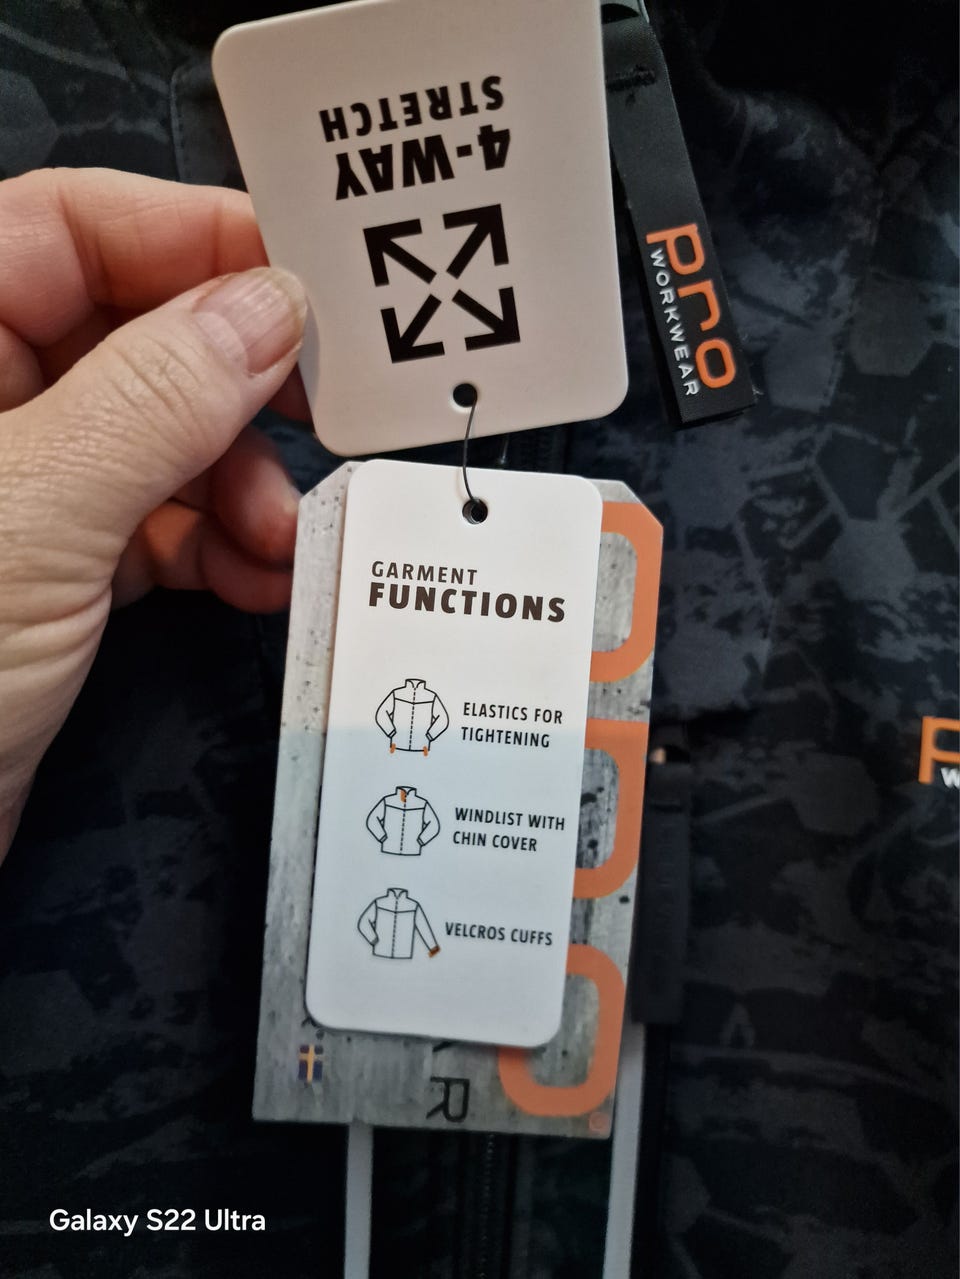 4-WAY
STRETCH
pro
WORKWEAR
GARMENT
FUNCTIONS
ELASTICS FOR
TIGHTENING
WINDLIST WITH
CHIN COVER
VELCROS CUFFS
Galaxy S22 Ultra